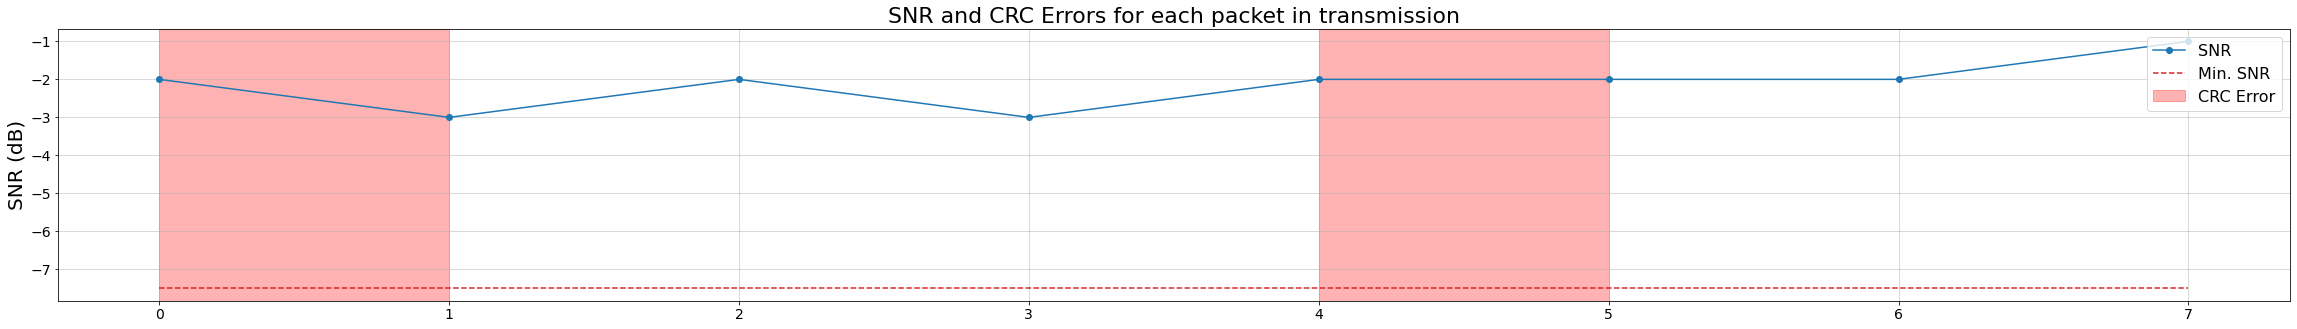 SNR and CRC Errors for each packet in transmission
SNR (dB)
−1
−2
−3
−4
−5
−6
−7
SNR
Min. SNR
CRC Error
0 1 2 3 4 5 6 7